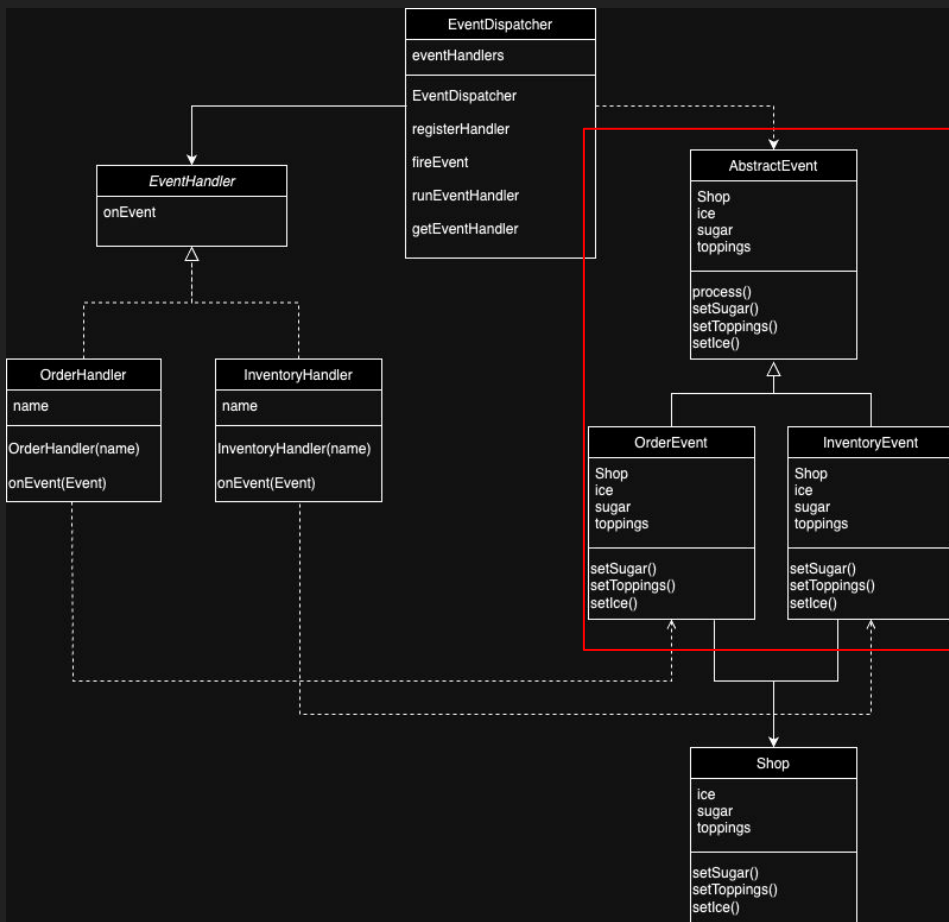 EventDispatcher
eventHandlers
EventDispatcher
registerHandler
fireEvent
runEventHandler
getEventHandler
EventHandler
onEvent
AbstractEvent
Shop
ice
sugar
toppings
process()
setSugar()
setToppings()
setIce()
OrderHandler
name
OrderHandler(name)
onEvent(Event)
InventoryHandler
name
InventoryHandler(name)
onEvent(Event)
OrderEvent
Shop
ice
sugar
toppings
setSugar()
setToppings()
setIce()
InventoryEvent
Shop
ice
sugar
toppings
setSugar()
setToppings()
setIce()
Shop
ice
sugar
toppings
setSugar()
setToppings()
setIce()